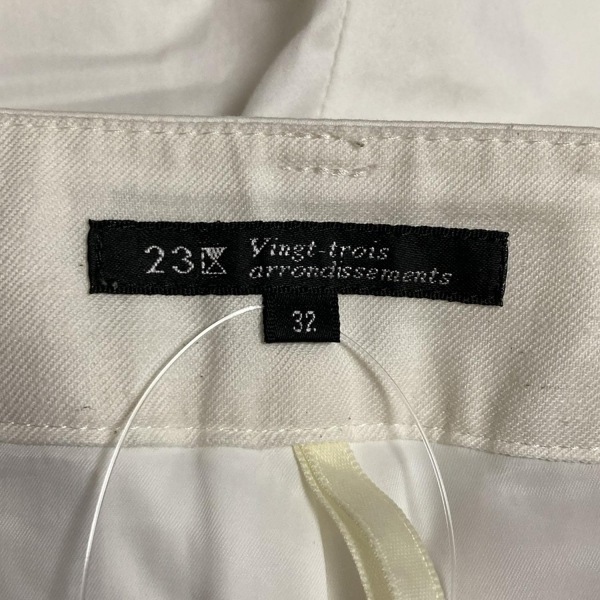 23区 Vingt-trois
arrondissements
32